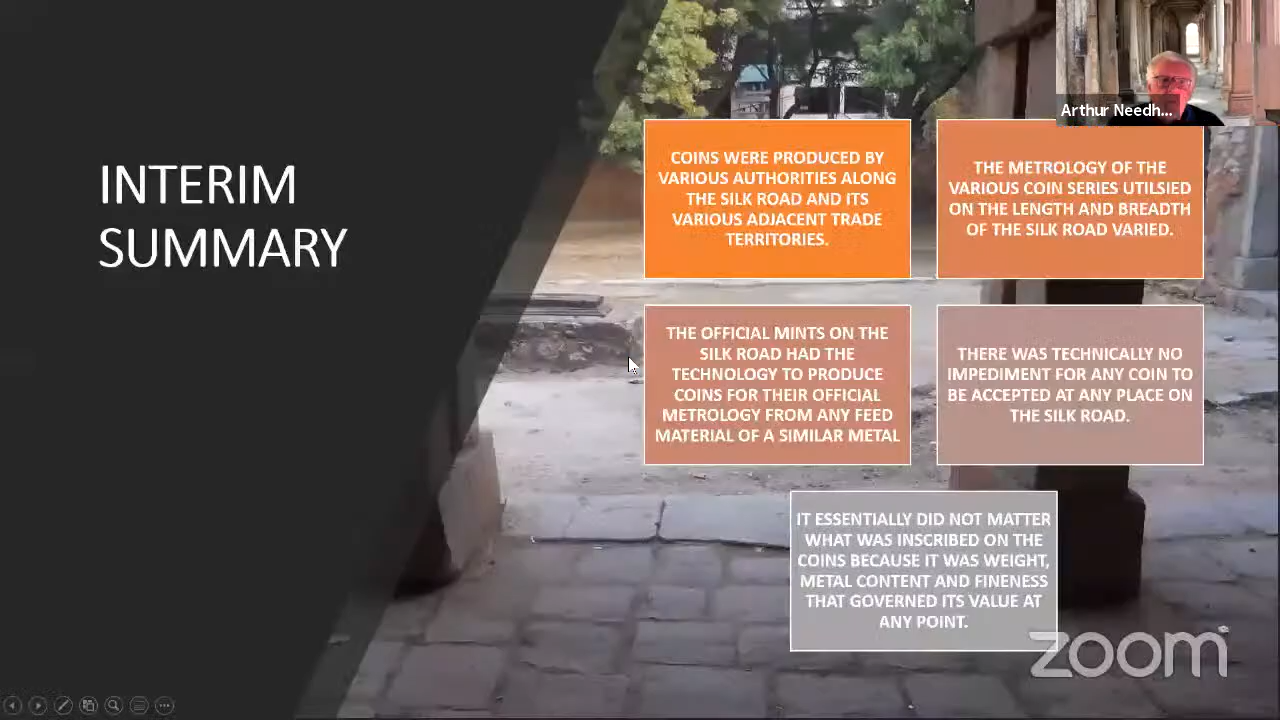 INTERIM
SUMMARY
Arthur Needh...
COINS WERE PRODUCED BY
VARIOUS AUTHORITIES ALONG
THE SILK ROAD AND ITS
VARIOUS ADJACENT TRADE
TERRITORIES.
THE METROLOGY OF THE
VARIOUS COIN SERIES UTILSIED
ON THE LENGTH AND BREADTH
OF THE SILK ROAD VARIED.
THE OFFICIAL MINTS ON THE
SILK ROAD HAD THE
TECHNOLOGY TO PRODUCE
COINS FOR THEIR OFFICIAL
METROLOGY FROM ANY FEED
MATERIAL OF A SIMILAR METAL
THERE WAS TECHNICALLY NO
IMPEDIMENT FOR ANY COIN TO
BE ACCEPTED AT ANY PLACE ON
THE SILK ROAD.
IT ESSENTIALLY DID NOT MATTER
WHAT WAS INSCRIBED ON THE
COINS BECAUSE IT WAS WEIGHT,
METAL CONTENT AND FINENESS
THAT GOVERNED ITS VALUE AT
ANY POINT.
zoom